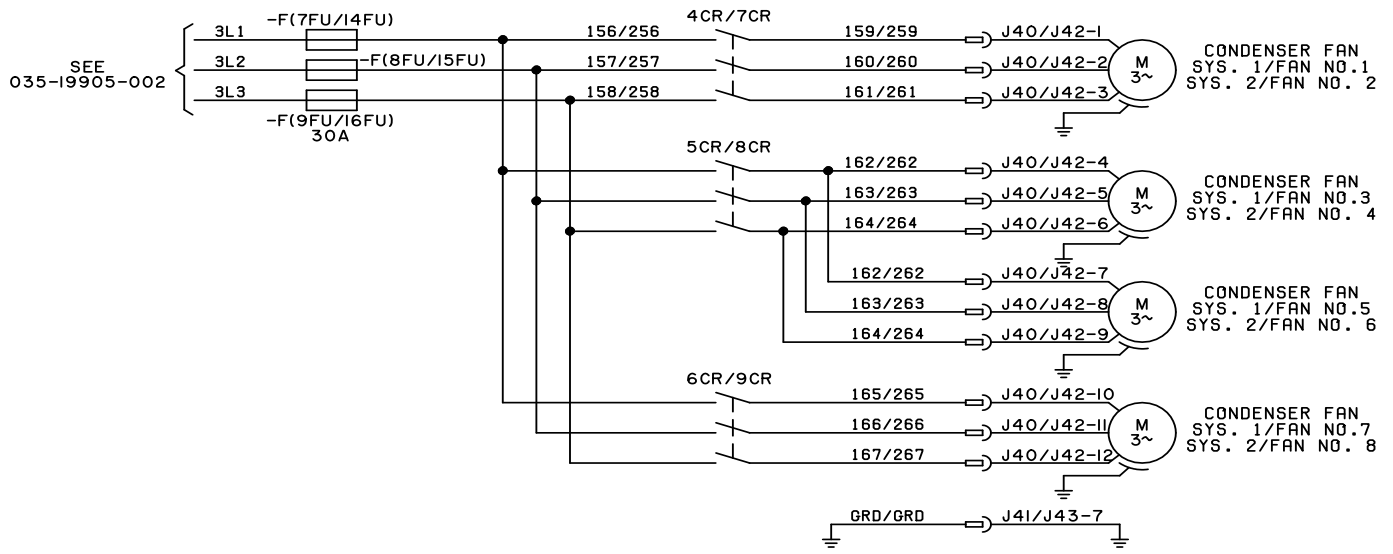 -F(7FU/14FU)
4CR/7CR
3L1
156/256
159/259
J40/J42-1
-F(8FU/15FU)
3L2
157/257
160/260
J40/J42-2
3L3
158/258
161/261
J40/J42-3
SEE
035-19905-002
-F(9FU/16FU)
30A
M
3~
CONDENSER FAN
SYS. 1/FAN NO.1
SYS. 2/FAN NO. 2
5CR/8CR
162/262
J40/J42-4
163/263
J40/J42-5
164/264
J40/J42-6
M
3~
CONDENSER FAN
SYS. 1/FAN NO.3
SYS. 2/FAN NO. 4
162/262
J40/J42-7
163/263
J40/J42-8
164/264
J40/J42-9
M
3~
CONDENSER FAN
SYS. 1/FAN NO.5
SYS. 2/FAN NO. 6
6CR/9CR
165/265
J40/J42-10
166/266
J40/J42-11
167/267
J40/J42-12
M
3~
CONDENSER FAN
SYS. 1/FAN NO.7
SYS. 2/FAN NO. 8
GRD/GRD
J41/J43-7